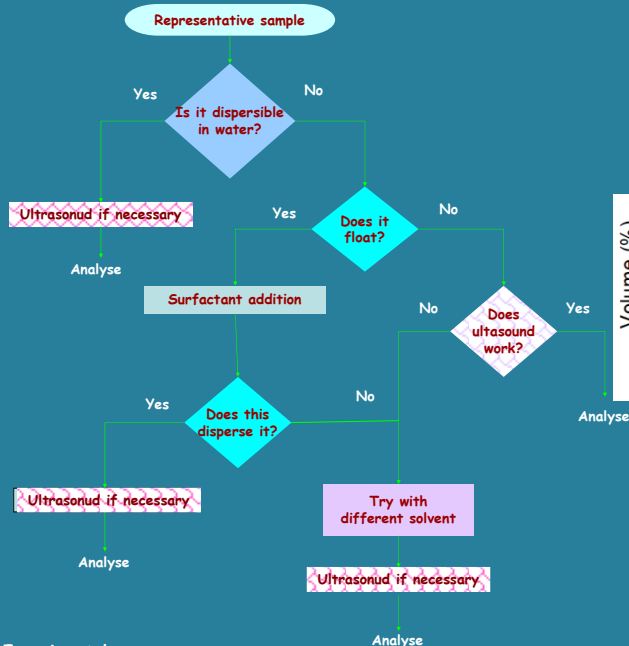 Representative sample
Yes
No
Is it dispersible
in water?
Ultrasonud if necessary
Analyse
Yes
Does it
float?
No
Volume (%)
Surfactant addition
No
Does
ultasound
work?
Yes
Analyse
Yes
Does this
disperse it?
No
Ultrasonud if necessary
Analyse
Try with
different solvent
Ultrasonud if necessary
Analyse